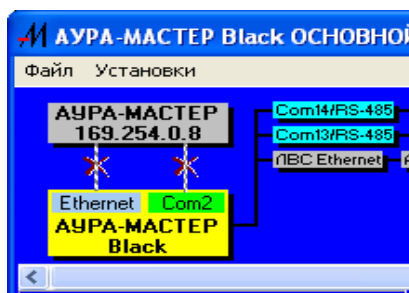 АУРА-МАСТЕР Black ОСНОВНОЙ
Файл Установки
АУРА-МАСТЕР
169.254.0.8
Com14/RS-485
Com13/RS-485
ЛВС Ethernet
Ethernet Com2
АУРА-МАСТЕР
Black